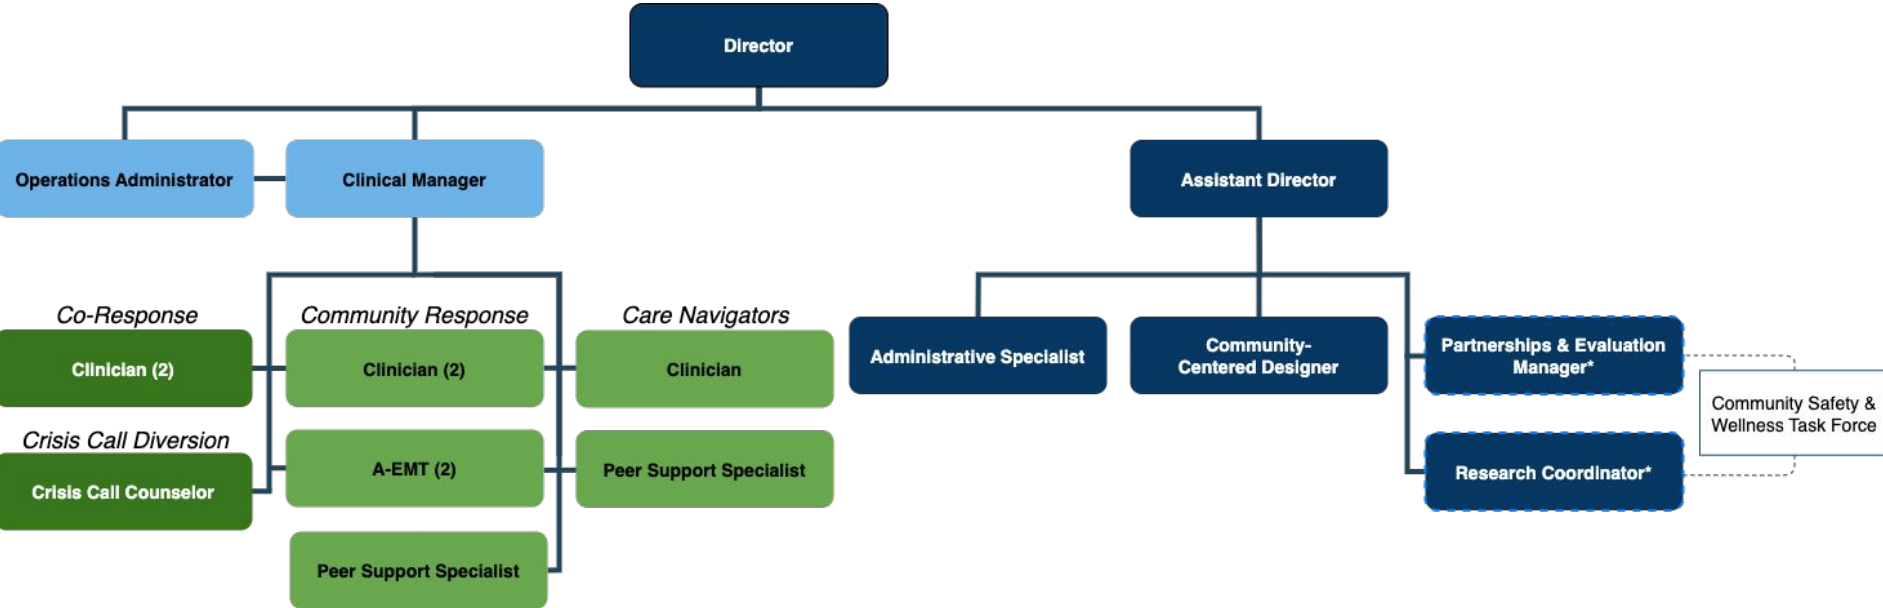 Director
Operations Administrator
Clinical Manager
Assistant Director
Co-Response
Clinician (2)
Crisis Call Diversion
Crisis Call Counselor
Community Response
Clinician (2)
A-EMT (2)
Peer Support Specialist
Care Navigators
Clinician
Peer Support Specialist
Administrative Specialist
Community-
Centered Designer
Partnerships & Evaluation
Manager*
Research Coordinator*
Community Safety &
Wellness Task Force